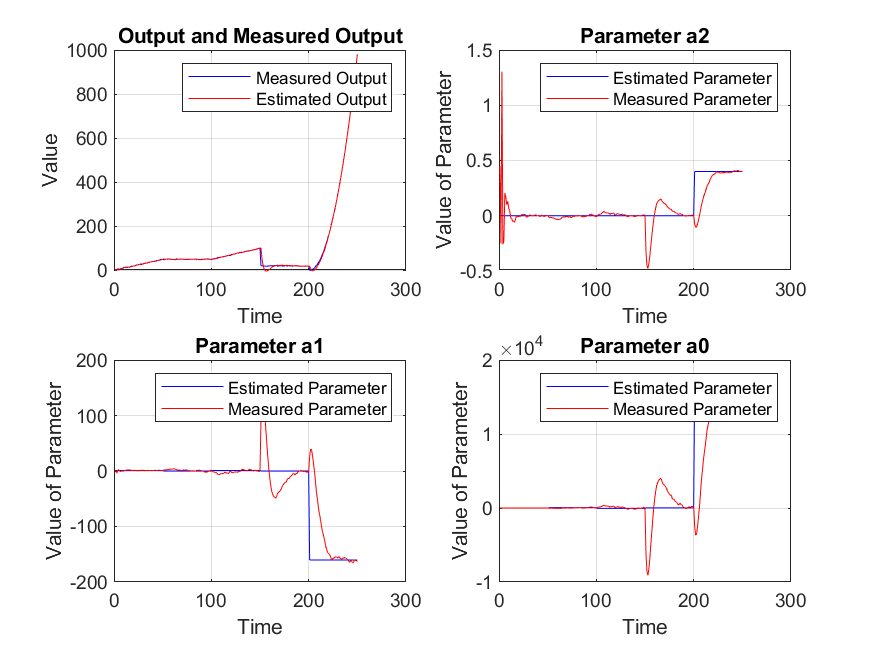 Output and Measured Output
1000
800
600
400
200
0
Value
0 100 200 300
Time
Measured Output
Estimated Output
Parameter a2
1.5
1
0.5
0
-0.5
Value of Parameter
0 100 200 300
Time
Estimated Parameter
Measured Parameter
Parameter a1
200
100
0
-100
-200
Value of Parameter
0 100 200 300
Time
Estimated Parameter
Measured Parameter
Parameter a0
×10^4
2
1
0
-1
Value of Parameter
0 100 200 300
Time
Estimated Parameter
Measured Parameter